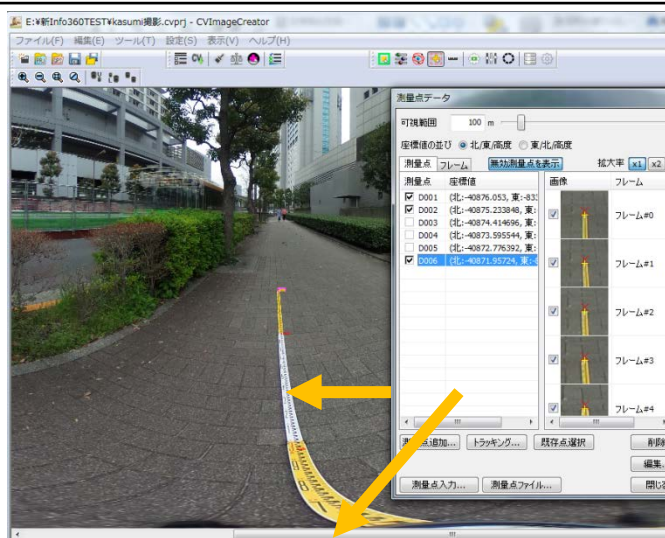 E:¥新Info360TEST¥kasumi撮影.cvprj - CVImageCreator
ファイル(F) 編集(E) ツール(T) 設定(S) 表示(V) ヘルプ(H)
測量点データ
可視範囲 100 m
座標値の並び 北/東/高度 東/北/高度
測量点 フレーム 無効測量点を表示 拡大率 x1 x2
測量点 座標値 画像 フレーム
D001 (北:-40876.053, 東:-833
D002 (北:-40875.233848, 東:
D003 (北:-40874.414696, 東:
D004 (北:-40873.595544, 東:
D005 (北:-40872.776392, 東:
D006 (北:-40871.95724, 東:-8
フレーム#0
フレーム#1
フレーム#2
フレーム#3
フレーム#4
トラッキング... 既存点選択 削除
編集
測量点入力... 測量点ファイル... 閉じる